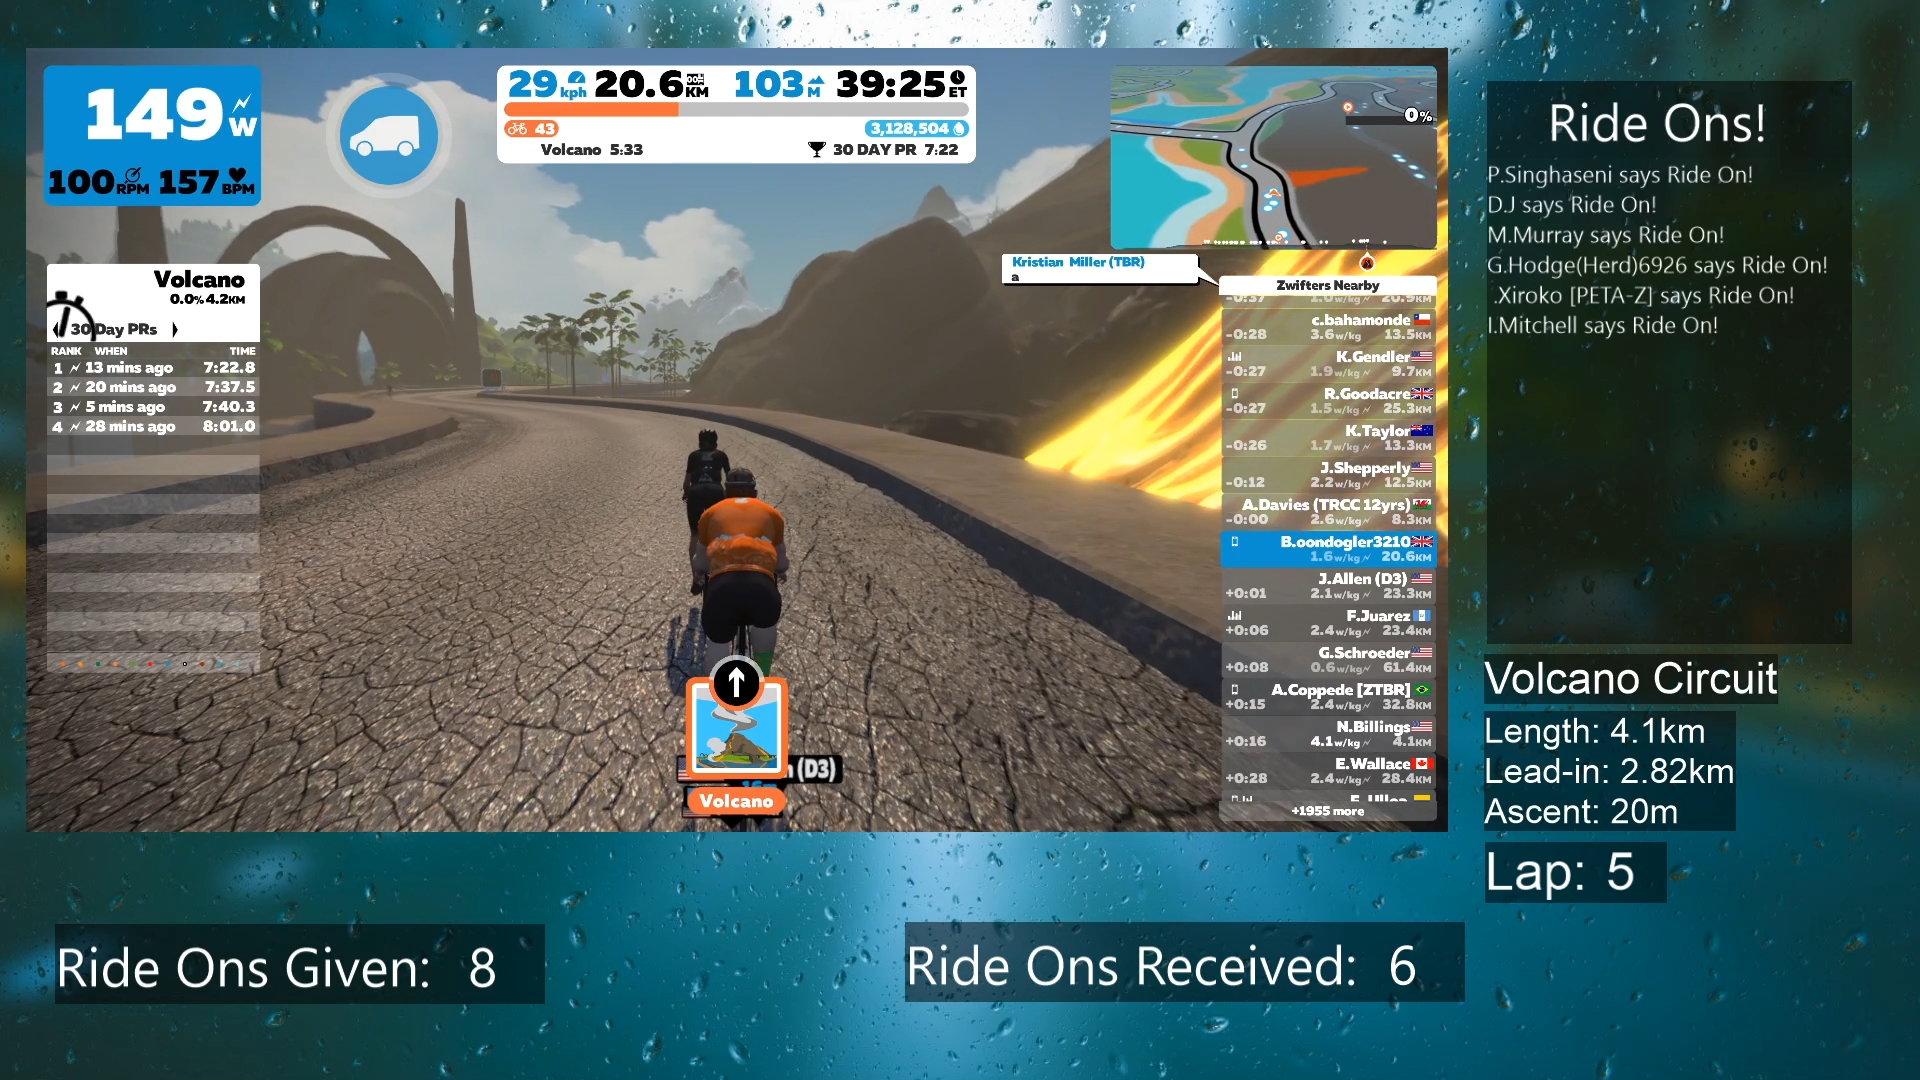 149 W
100 RPM 157 BPM
29 kph 20.6 KM 103 M 39:25 ET
43
3,128,504
Volcano 5:33
30 DAY PR 7:22
0%
Volcano
0.0% 4.2KM
30 Day PRs
RANK WHEN TIME
1 13 mins ago 7:22.8
2 20 mins ago 7:37.5
3 5 mins ago 7:40.3
4 28 mins ago 8:01.0
Kristian Miller (TBR)
a
Zwifters Nearby
-0:37 1.0w/kg 20.9KM
c.bahamonde
-0:28 3.6w/kg 13.5KM
K.Gendler
-0:27 1.9w/kg 9.7KM
R.Goodacre
-0:27 1.5w/kg 25.3KM
K.Taylor
-0:26 1.7w/kg 13.3KM
J.Shepperly
-0:12 2.2w/kg 12.5KM
A.Davies (TRCC 12yrs)
-0:00 2.6w/kg 8.3KM
B.oondogler3210
1.6w/kg 20.6KM
J.Allen (D3)
+0:01 2.1w/kg 23.3KM
F.Juarez
+0:06 2.4w/kg 23.4KM
G.Schroeder
+0:08 0.6w/kg 61.4KM
A.Coppede [ZTBR]
+0:15 2.4w/kg 32.8KM
N.Billings
+0:16 4.1w/kg 4.1KM
E.Wallace
+0:28 2.4w/kg 28.4KM
+1955 more
(D3)
Volcano
Ride Ons!
P.Singhaseni says Ride On!
D.J says Ride On!
M.Murray says Ride On!
G.Hodge(Herd)6926 says Ride On!
.Xiroko [PETA-Z] says Ride On!
I.Mitchell says Ride On!
Volcano Circuit
Length: 4.1km
Lead-in: 2.82km
Ascent: 20m
Lap: 5
Ride Ons Given: 8
Ride Ons Received: 6